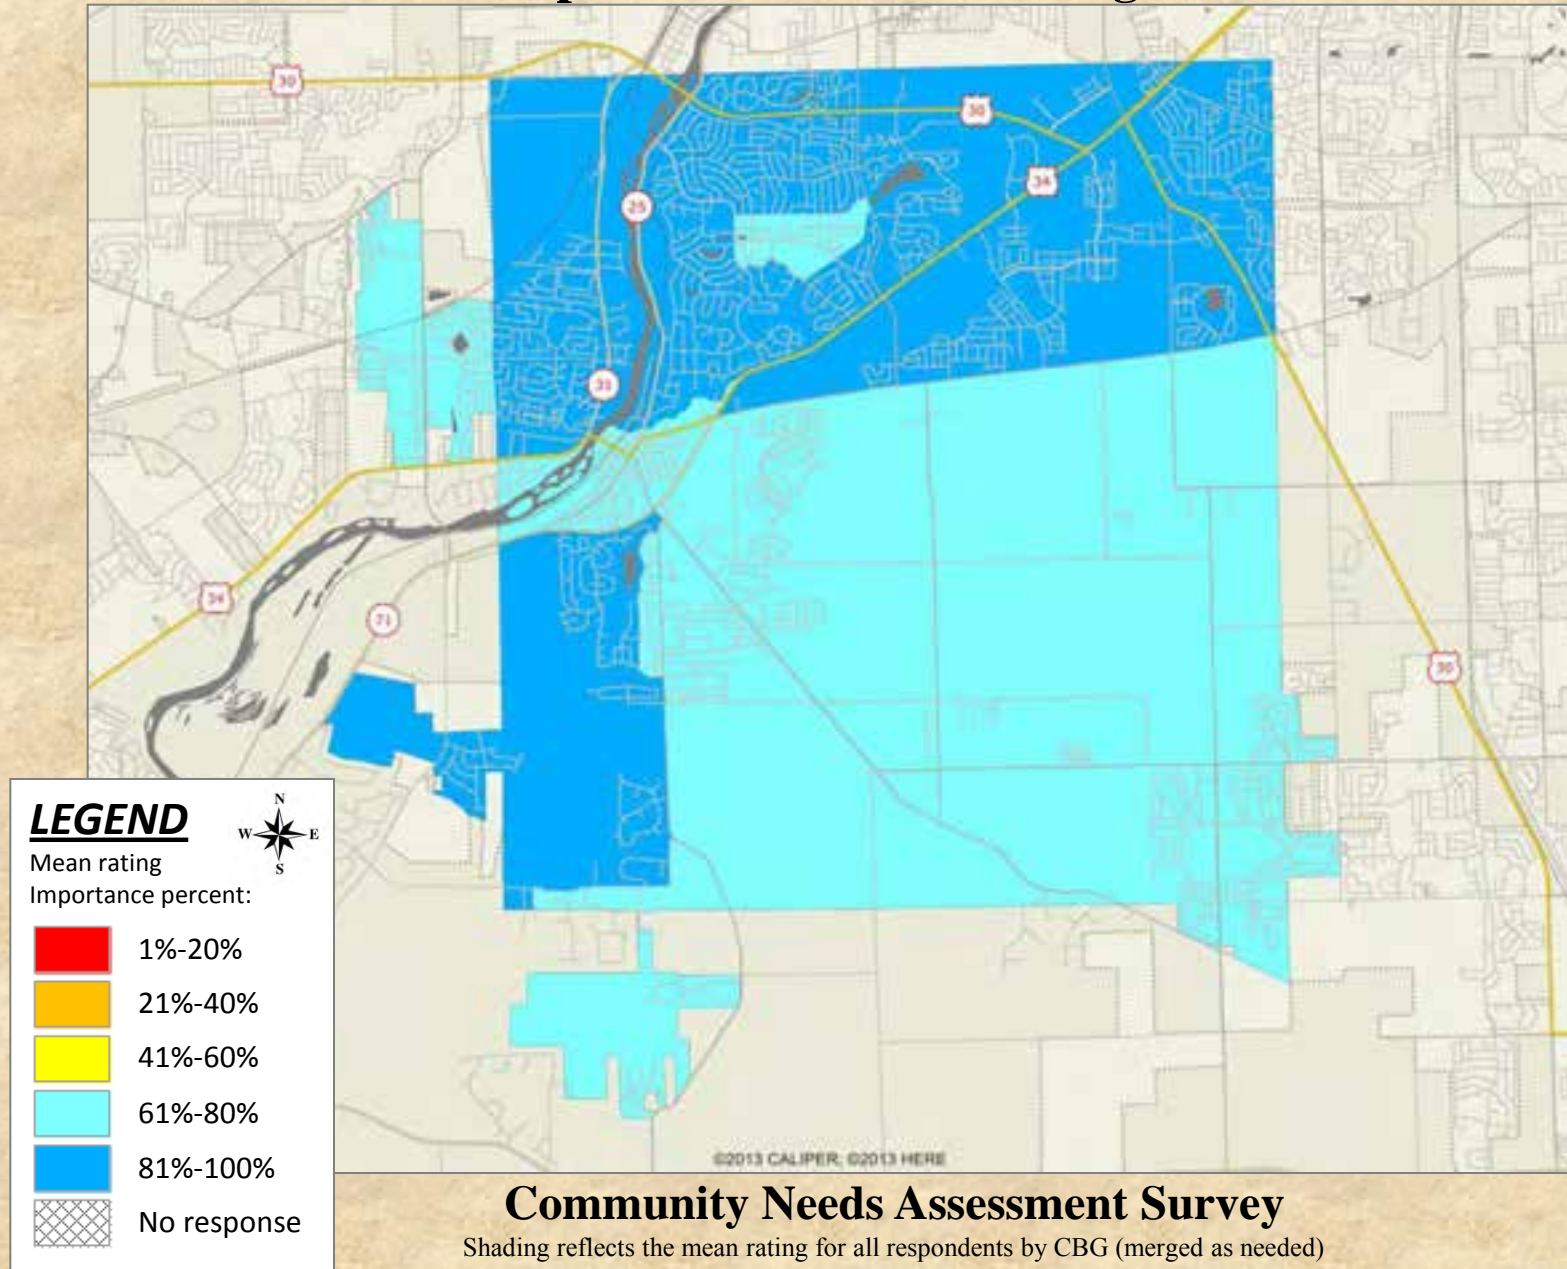 30
30
34
25
31
34
71
30
LEGEND
N
W E
S
Mean rating
Importance percent:
1%-20%
21%-40%
41%-60%
61%-80%
81%-100%
No response
©2013 CALIPER, ©2013 HERE
Community Needs Assessment Survey
Shading reflects the mean rating for all respondents by CBG (merged as needed)